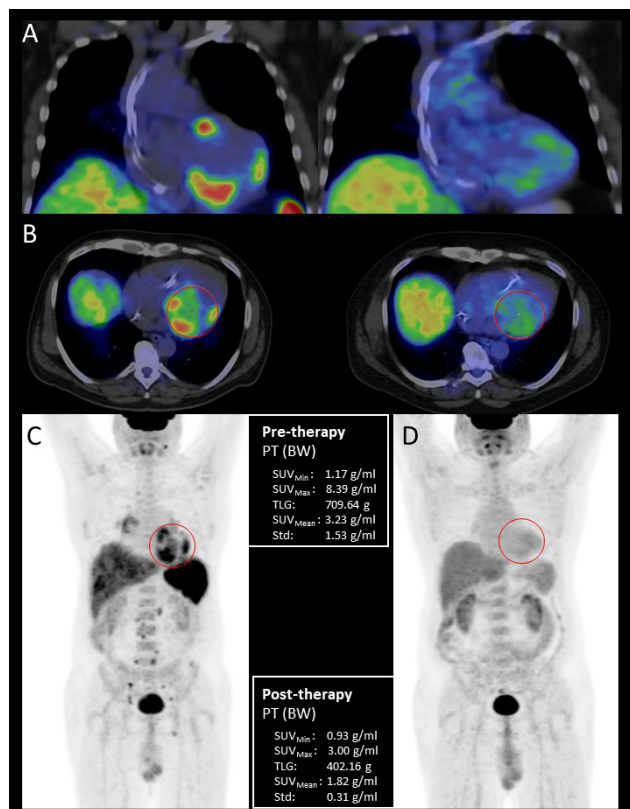 A
B
C
Pre-therapy
PT (BW)
SUVMin: 1.17 g/ml
SUVMax: 8.39 g/ml
TLG: 709.64 g
SUVMean: 3.23 g/ml
Std: 1.53 g/ml
D
Post-therapy
PT (BW)
SUVMin: 0.93 g/ml
SUVMax: 3.00 g/ml
TLG: 402.16 g
SUVMean: 1.82 g/ml
Std: 0.31 g/ml